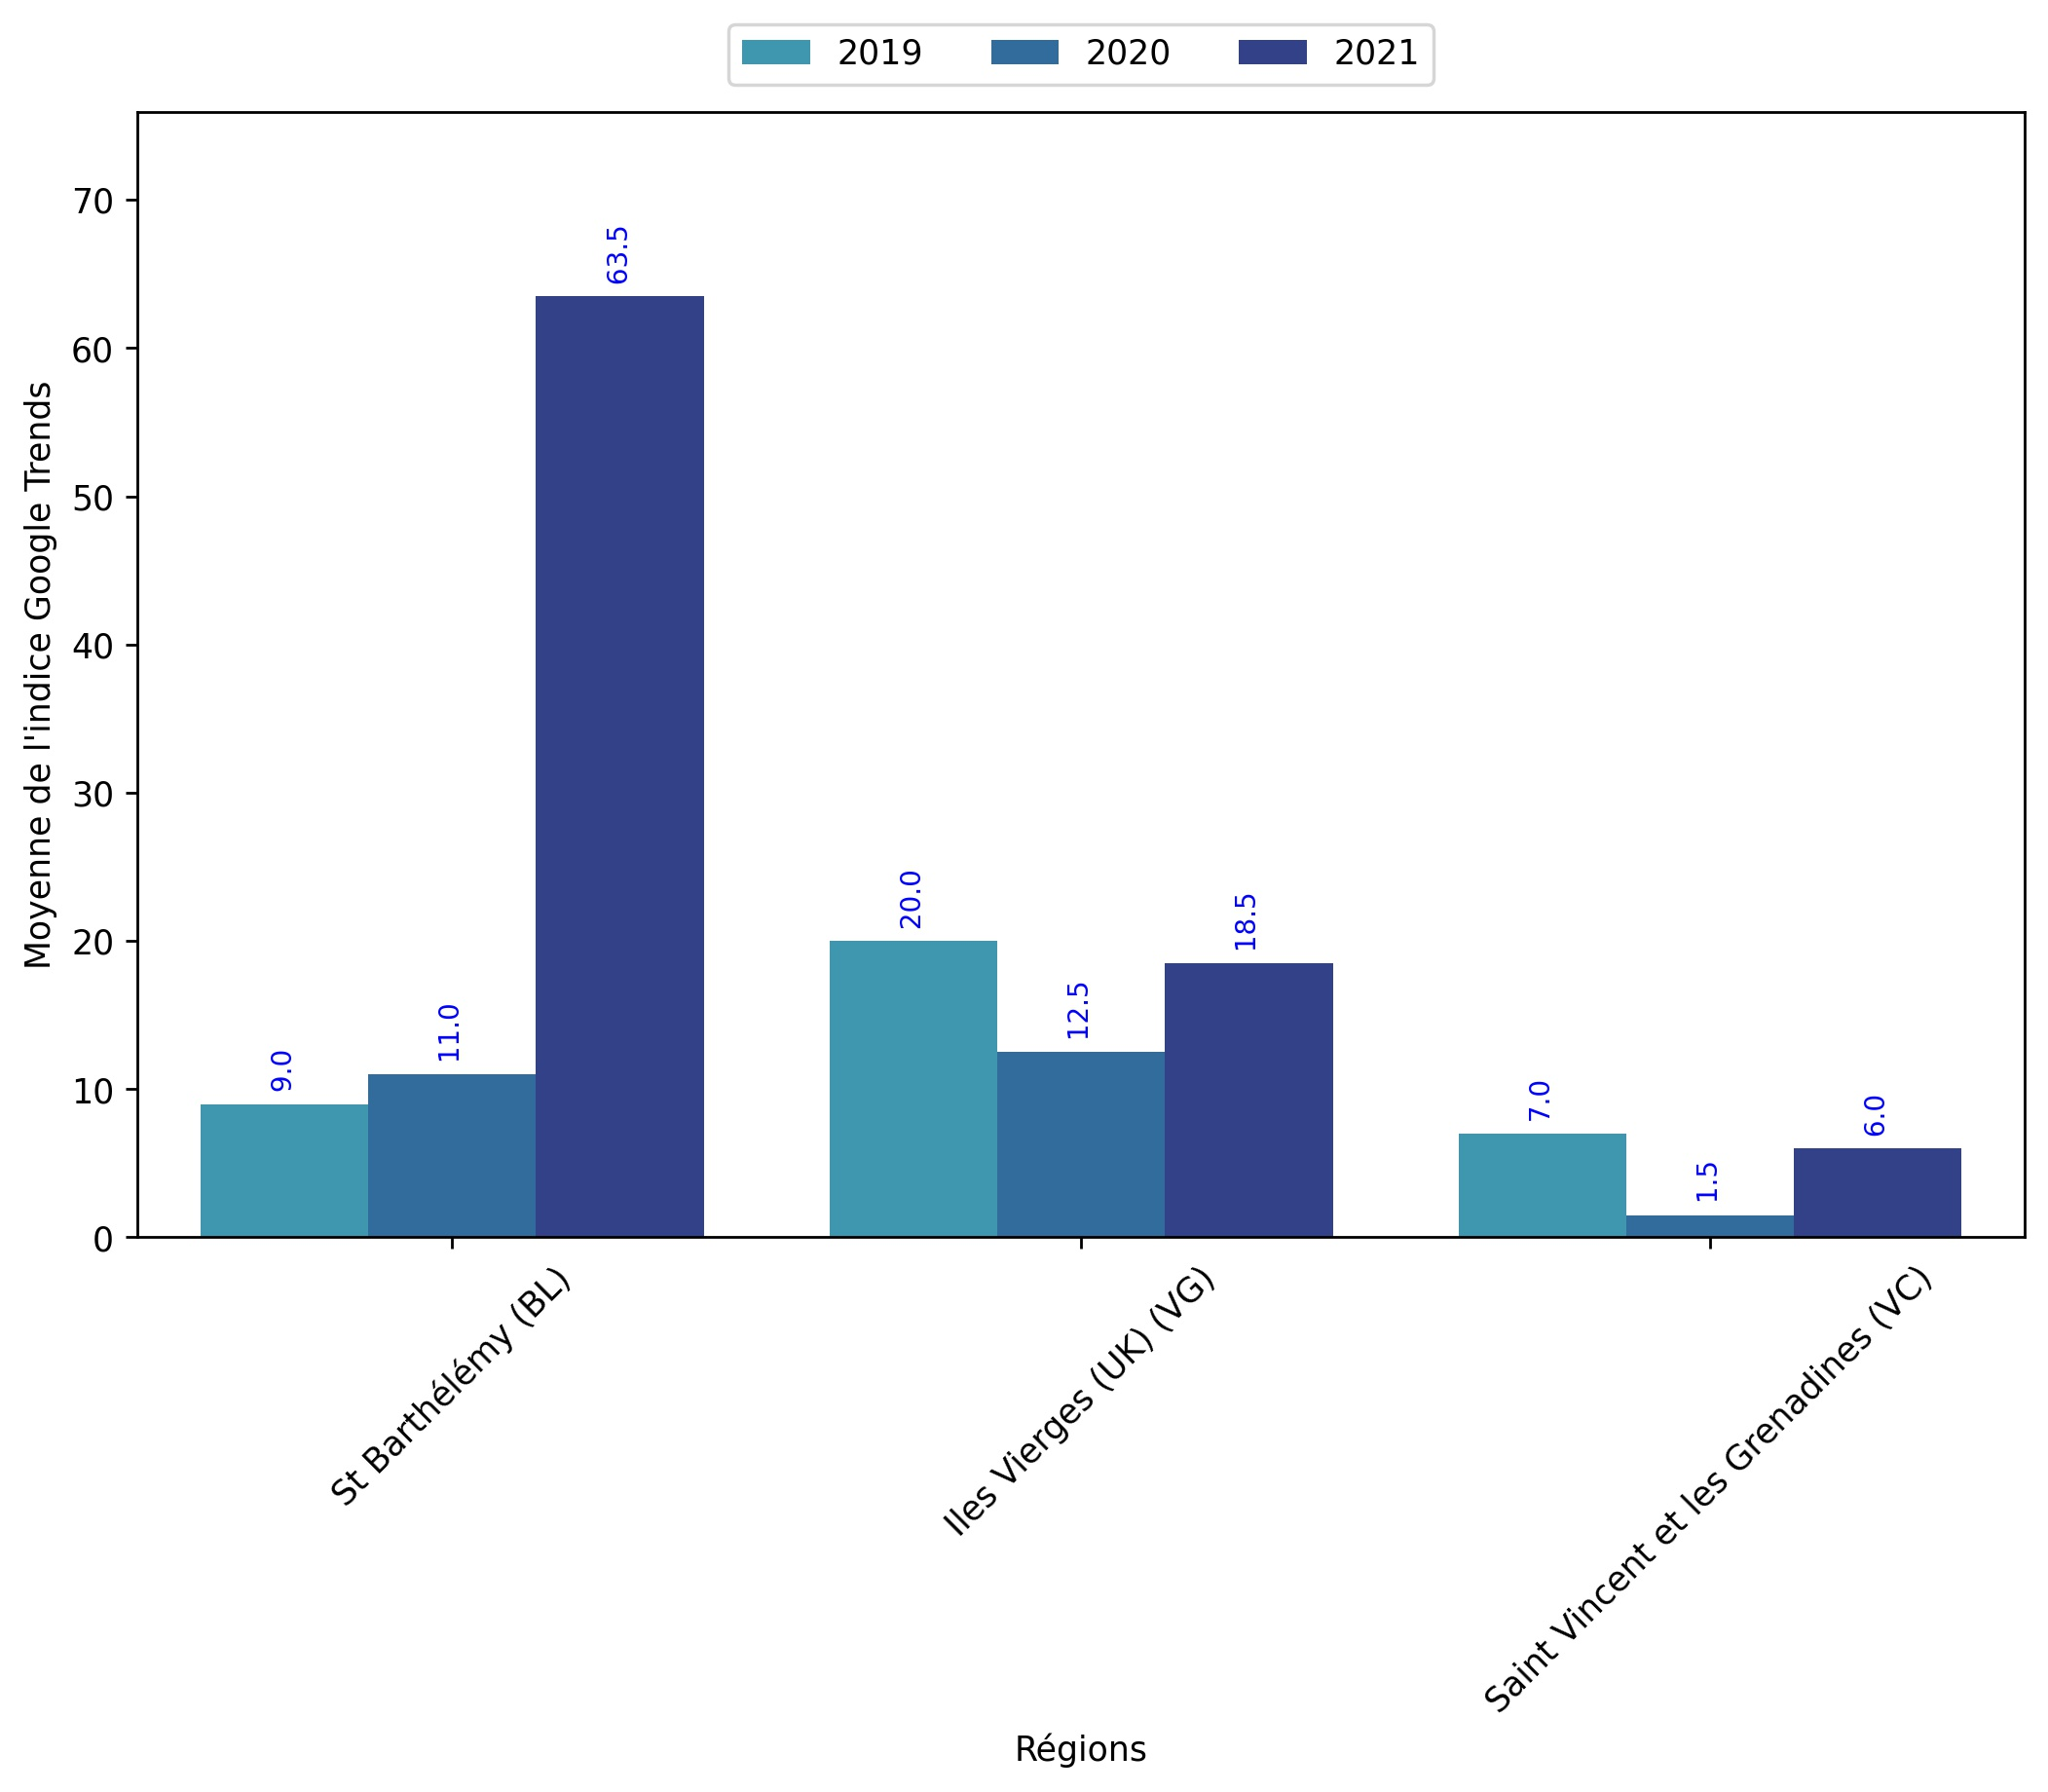 2019 2020 2021
Moyenne de l'indice Google Trends
70
60
50
40
30
20
10
0
9.0
11.0
63.5
20.0
12.5
18.5
7.0
1.5
6.0
St Barthélémy (BL)
Iles Vierges (UK) (VG)
Saint Vincent et les Grenadines (VC)
Régions